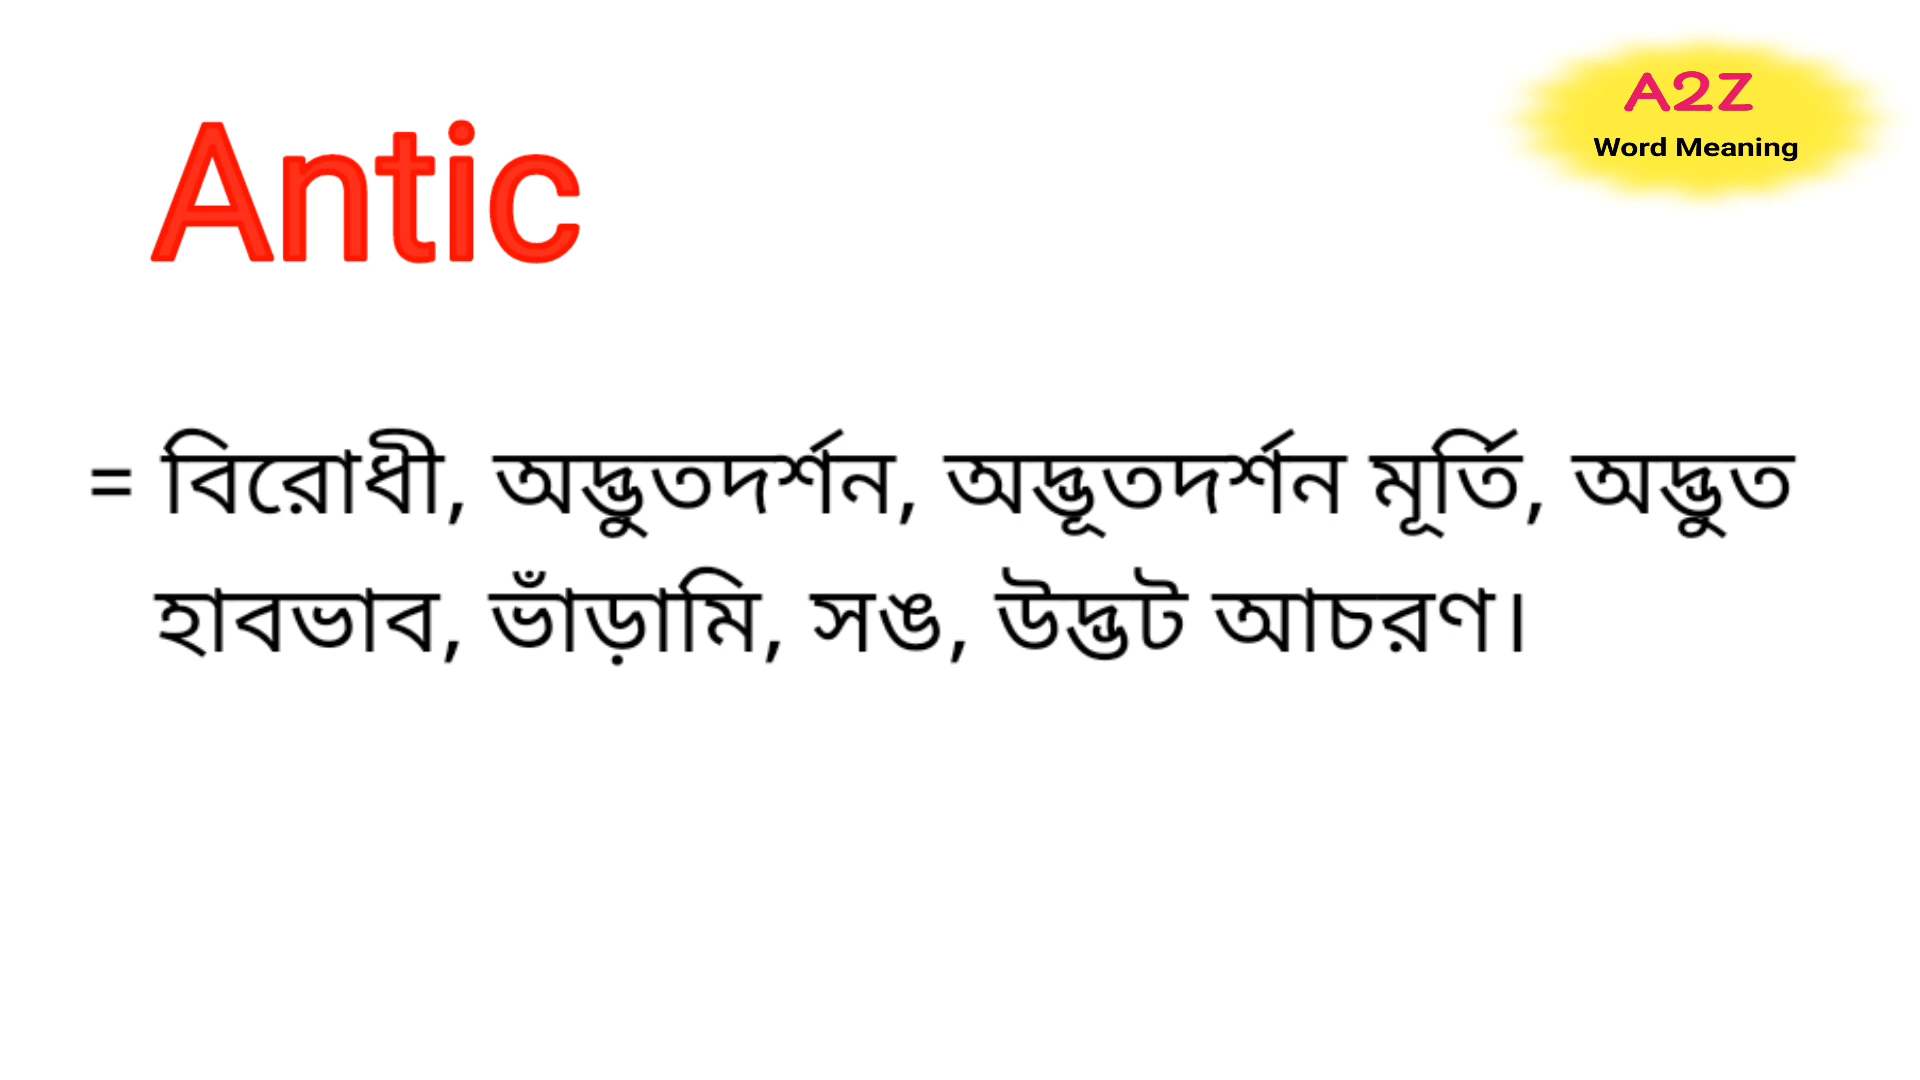 A2Z
Word Meaning
Antic
= বিরোধী, অদ্ভুতদর্শন, অদ্ভূতদর্শন মূর্তি, অদ্ভুত
হাবভাব, ভাঁড়ামি, সঙ, উদ্ভট আচরণ।